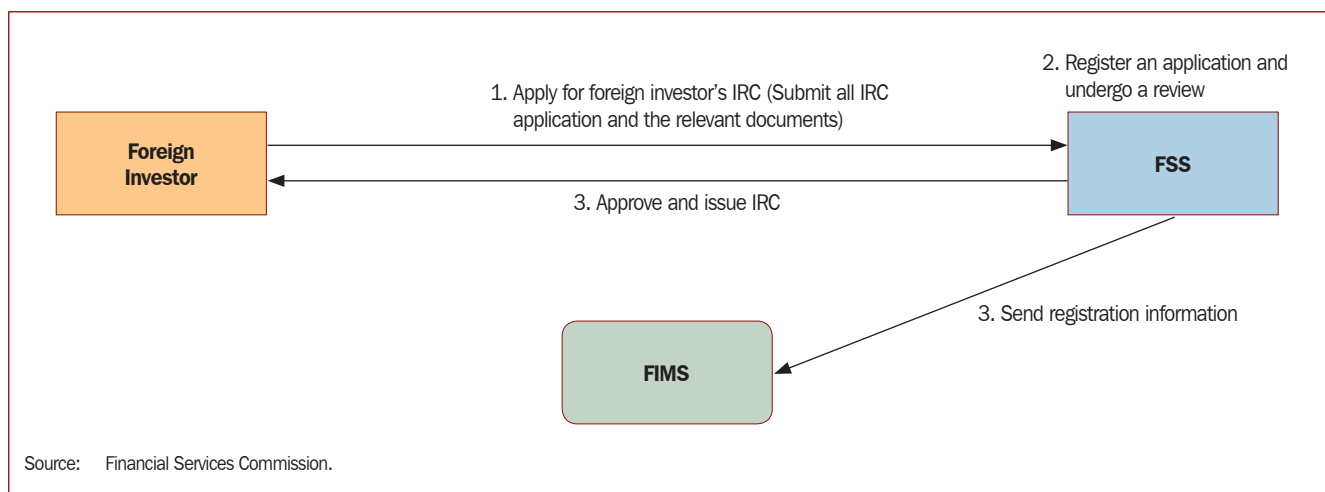 2. Register an application and
undergo a review
1. Apply for foreign investor's IRC (Submit all IRC
application and the relevant documents)
Foreign
Investor
FSS
3. Approve and issue IRC
3. Send registration information
FIMS
Source: Financial Services Commission.